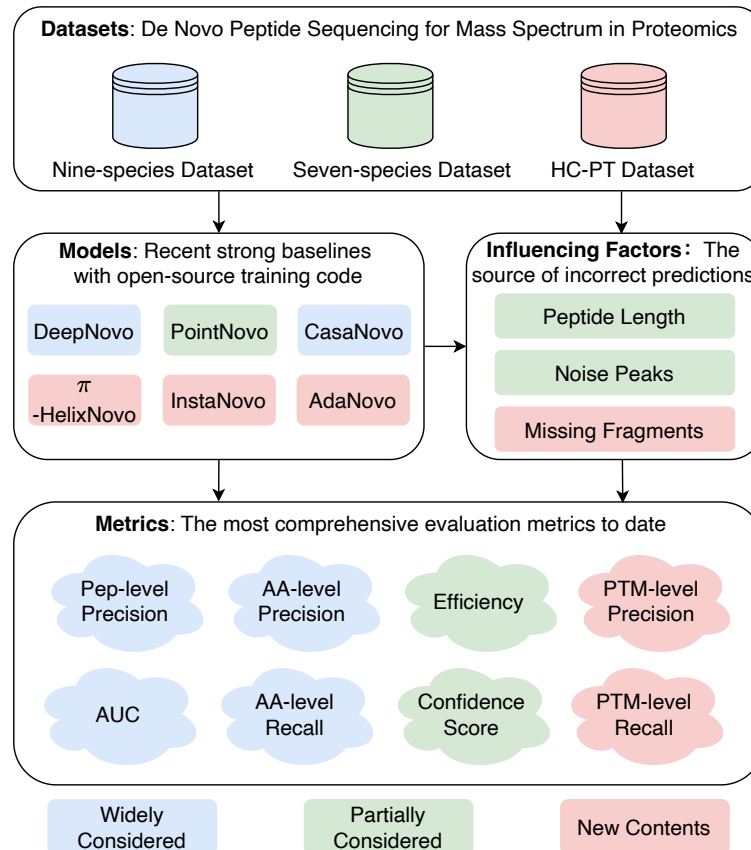 Datasets: De Novo Peptide Sequencing for Mass Spectrum in Proteomics
Nine-species Dataset
Seven-species Dataset
HC-PT Dataset
Models: Recent strong baselines
with open-source training code
DeepNovo
PointNovo
CasaNovo
π
-HelixNovo
InstaNovo
AdaNovo
Influencing Factors: The
source of incorrect predictions
Peptide Length
Noise Peaks
Missing Fragments
Metrics: The most comprehensive evaluation metrics to date
Pep-level
Precision
AA-level
Precision
Efficiency
PTM-level
Precision
AUC
AA-level
Recall
Confidence
Score
PTM-level
Recall
Widely
Considered
Partially
Considered
New Contents